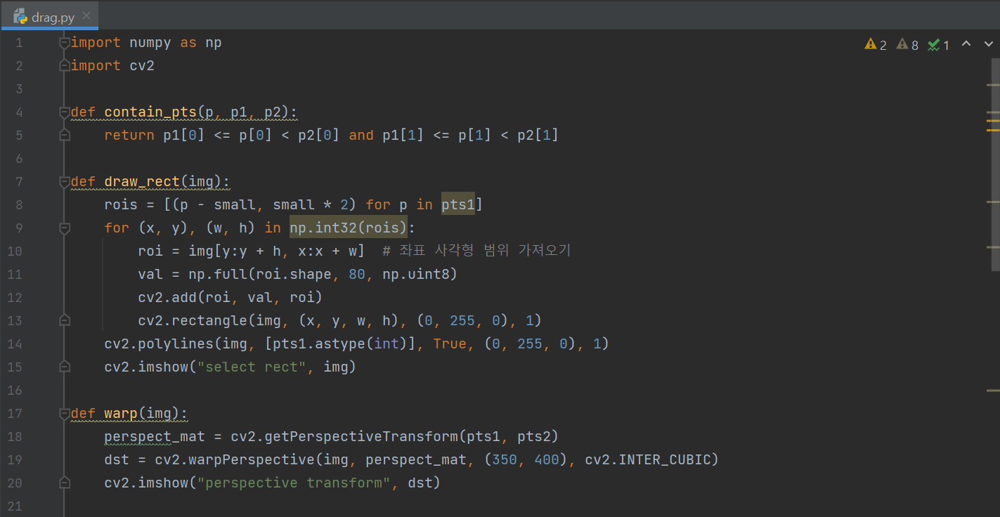 drag.py
2 8 1
1 import numpy as np
2 import cv2
3
4 def contain_pts(p, p1, p2):
5     return p1[0] <= p[0] < p2[0] and p1[1] <= p[1] < p2[1]
6
7 def draw_rect(img):
8     rois = [(p - small, small * 2) for p in pts1]
9     for (x, y), (w, h) in np.int32(rois):
10         roi = img[y:y + h, x:x + w]  # 좌표 사각형 범위 가져오기
11         val = np.full(roi.shape, 80, np.uint8)
12         cv2.add(roi, val, roi)
13         cv2.rectangle(img, (x, y, w, h), (0, 255, 0), 1)
14     cv2.polylines(img, [pts1.astype(int)], True, (0, 255, 0), 1)
15     cv2.imshow("select rect", img)
16
17 def warp(img):
18     perspect_mat = cv2.getPerspectiveTransform(pts1, pts2)
19     dst = cv2.warpPerspective(img, perspect_mat, (350, 400), cv2.INTER_CUBIC)
20     cv2.imshow("perspective transform", dst)
21